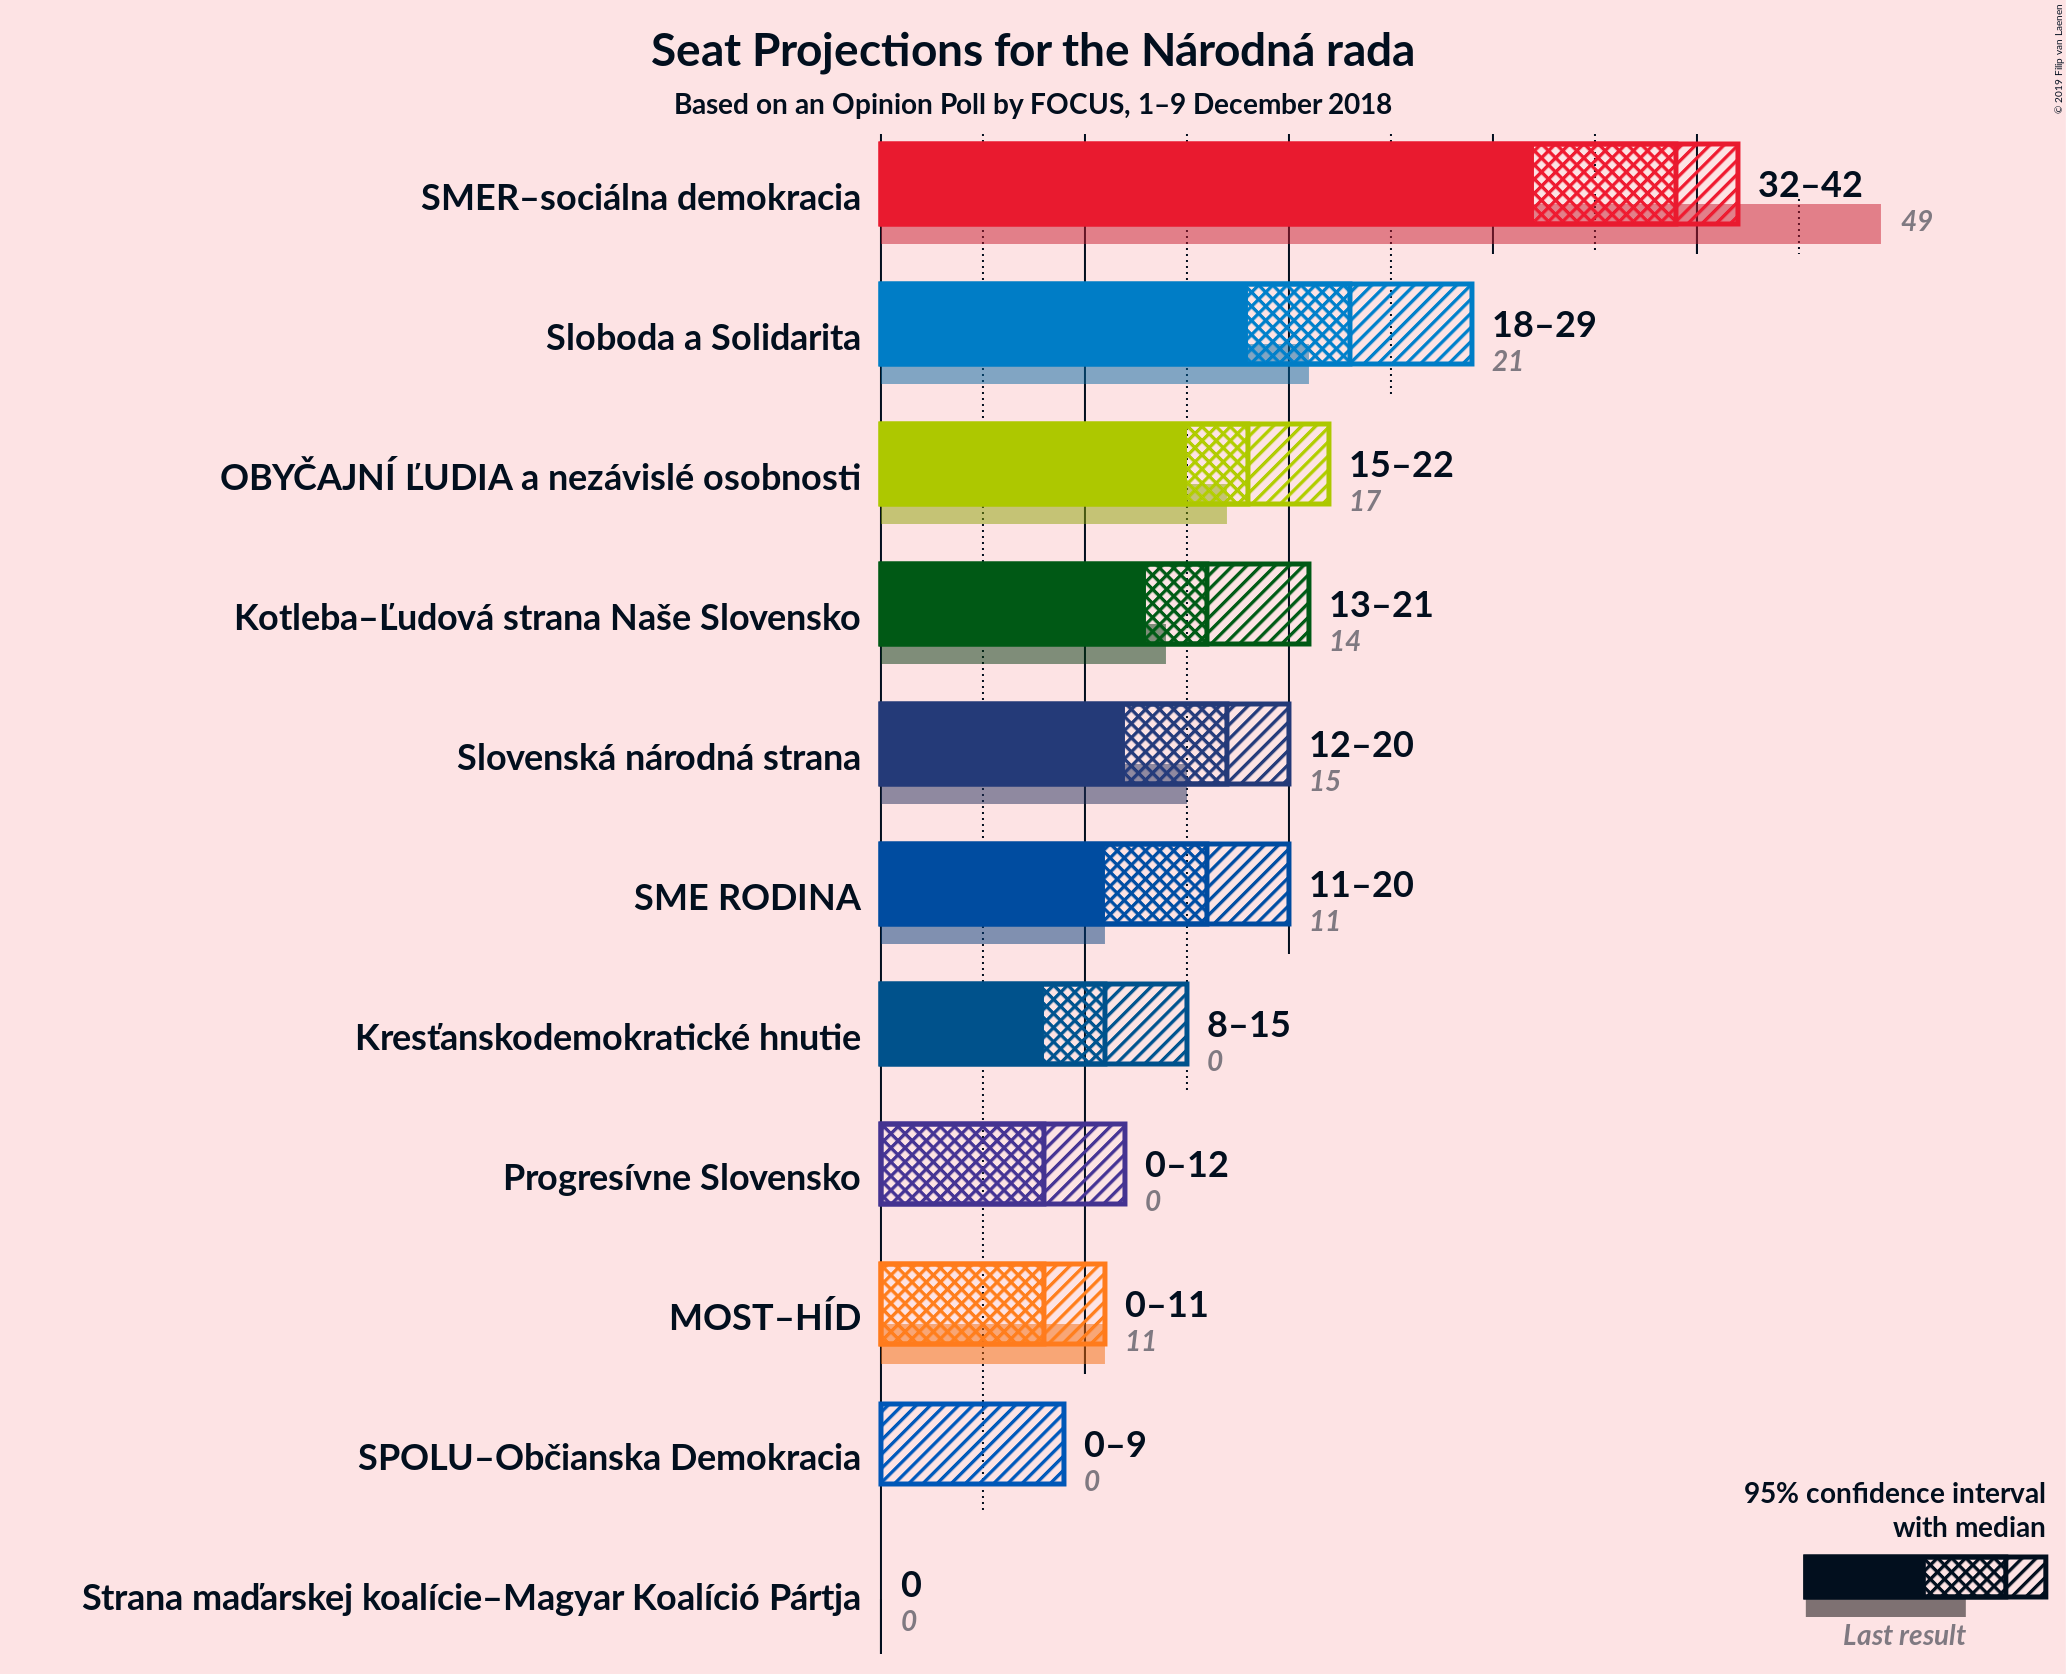 Seat Projections for the Národná rada
Based on an Opinion Poll by FOCUS, 1–9 December 2018
© 2019 Filip van Laenen
SMER–sociálna demokracia
32–42
49
Sloboda a Solidarita
18–29
21
OBYČAJNÍ ĽUDIA a nezávislé osobnosti
15–22
17
Kotleba–Ľudová strana Naše Slovensko
13–21
14
Slovenská národná strana
12–20
15
SME RODINA
11–20
11
Kresťanskodemokratické hnutie
8–15
0
Progresívne Slovensko
0–12
0
MOST–HÍD
0–11
11
SPOLU–Občianska Demokracia
0–9
0
Strana maďarskej koalície–Magyar Koalíció Pártja
0
0
95% confidence interval
with median
Last result